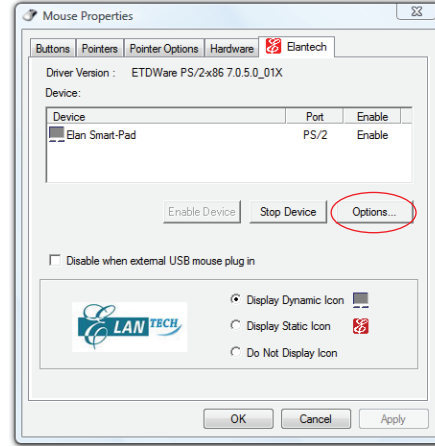 Mouse Properties
Buttons Pointers Pointer Options Hardware Elantech
Driver Version : ETDWare PS/2-x86 7.0.5.0_01X
Device:
Device Port Enable
Elan Smart-Pad PS/2 Enable
Enable Device Stop Device Options...
Disable when external USB mouse plug in
Display Dynamic Icon
ELAN TECH Display Static Icon
Do Not Display Icon
OK Cancel Apply